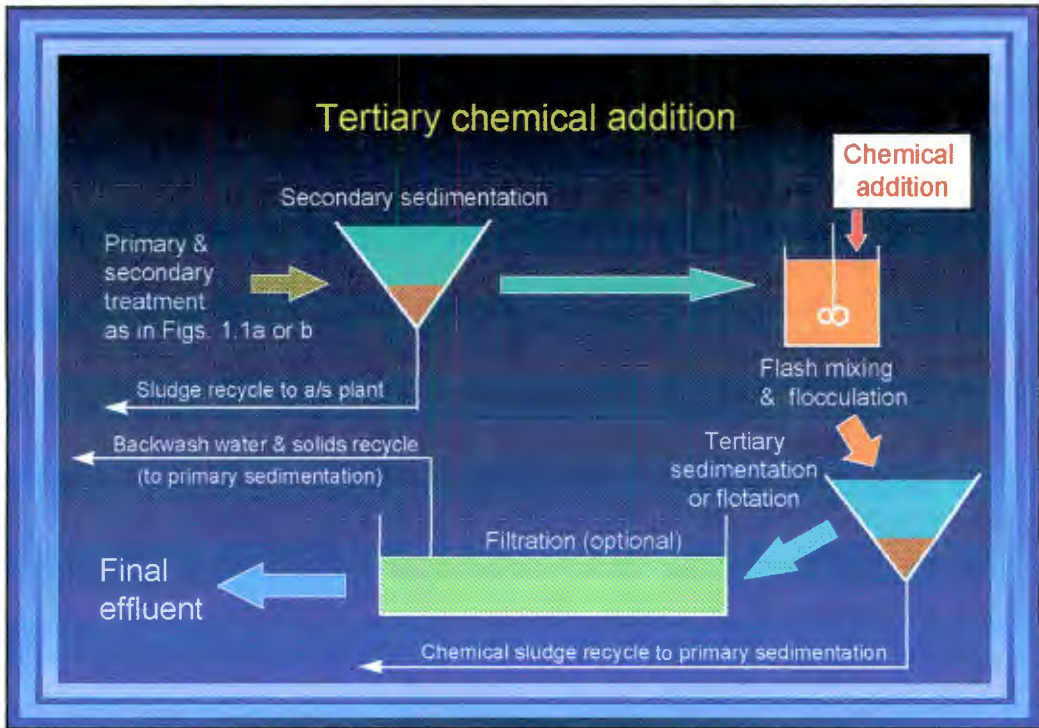 Tertiary chemical addition
Chemical
addition
Secondary sedimentation
Primary &
secondary
treatment
as in Figs. 1.1a or b
Flash mixing
& flocculation
Sludge recycle to a/s plant
Backwash water & solids recycle
(to primary sedimentation)
Tertiary
sedimentation
or flotation
Filtration (optional)
Final
effluent
Chemical sludge recycle to primary sedimentation